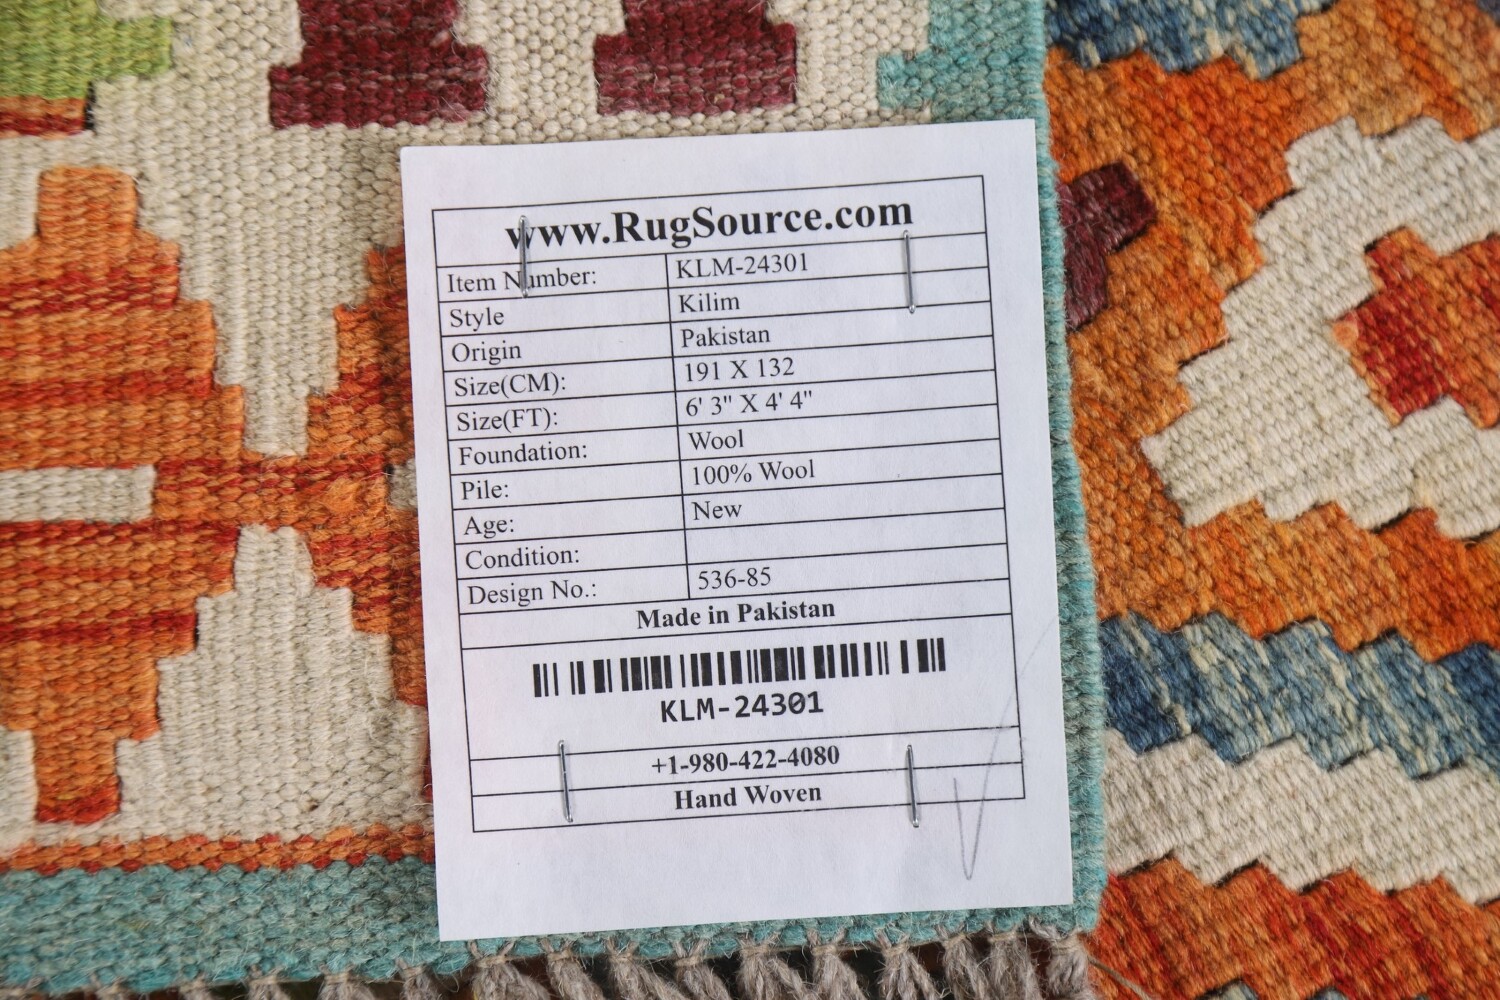 www.RugSource.com
Item Number: KLM-24301
Style Kilim
Origin Pakistan
Size(CM): 191 X 132
Size(FT): 6' 3" X 4' 4"
Foundation: Wool
Pile: 100% Wool
Age: New
Condition:
Design No.: 536-85
Made in Pakistan
KLM-24301
+1-980-422-4080
Hand Woven